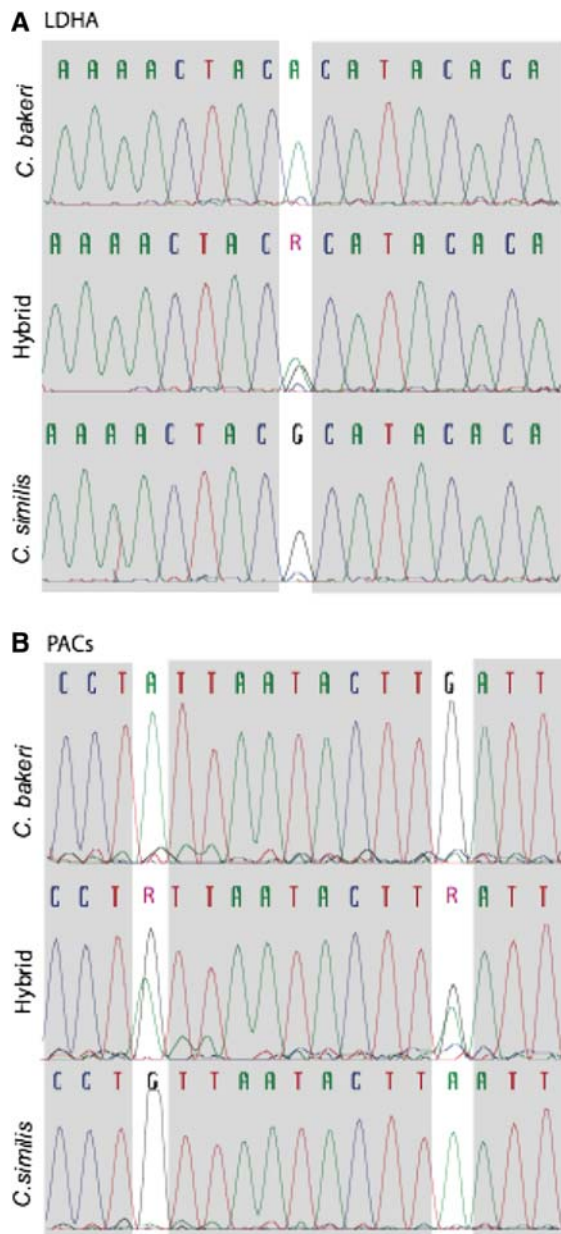 A LDHA
C. bakeri
A A A A C T A C A C A T A C A C A
Hybrid
A A A A C T A C R C A T A C A C A
C. similis
A A A A C T A C G C A T A C A C A
B PACs
C. bakeri
C C T A T T A A T A C T T G A T T
Hybrid
C C T R T T A A T A C T T R A T T
C.similis
C C T G T T A A T A C T T A A T T